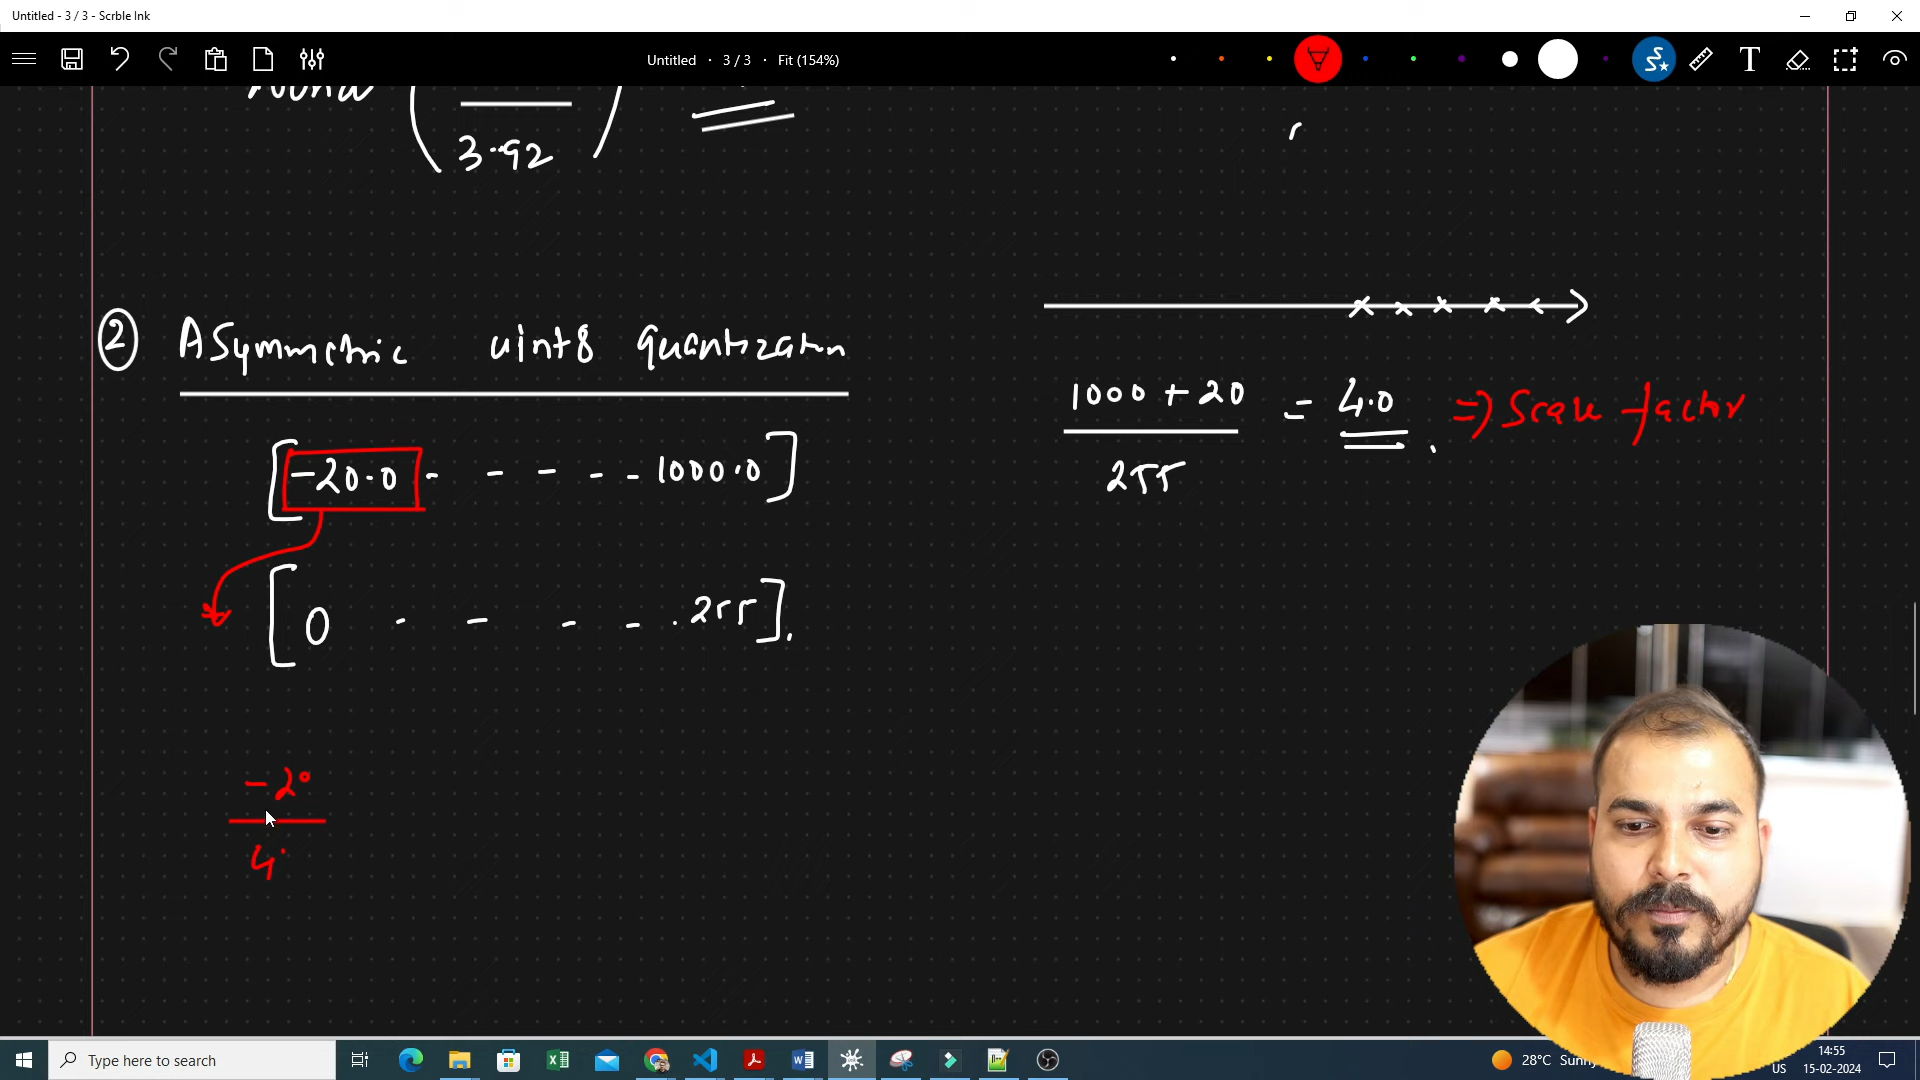 Untitled - 3 / 3 - Scrble Ink
Untitled · 3 / 3 · Fit (154%)
T
3.92
② ASymmetric uint8 Quantization
[-20.0 - - - - - 1000.0]
[0 . - - - . 255].
1000 + 20
255
= 4.0 . => Scale factor
-20
4.
Type here to search
28°C Sunny
14:55
US 15-02-2024